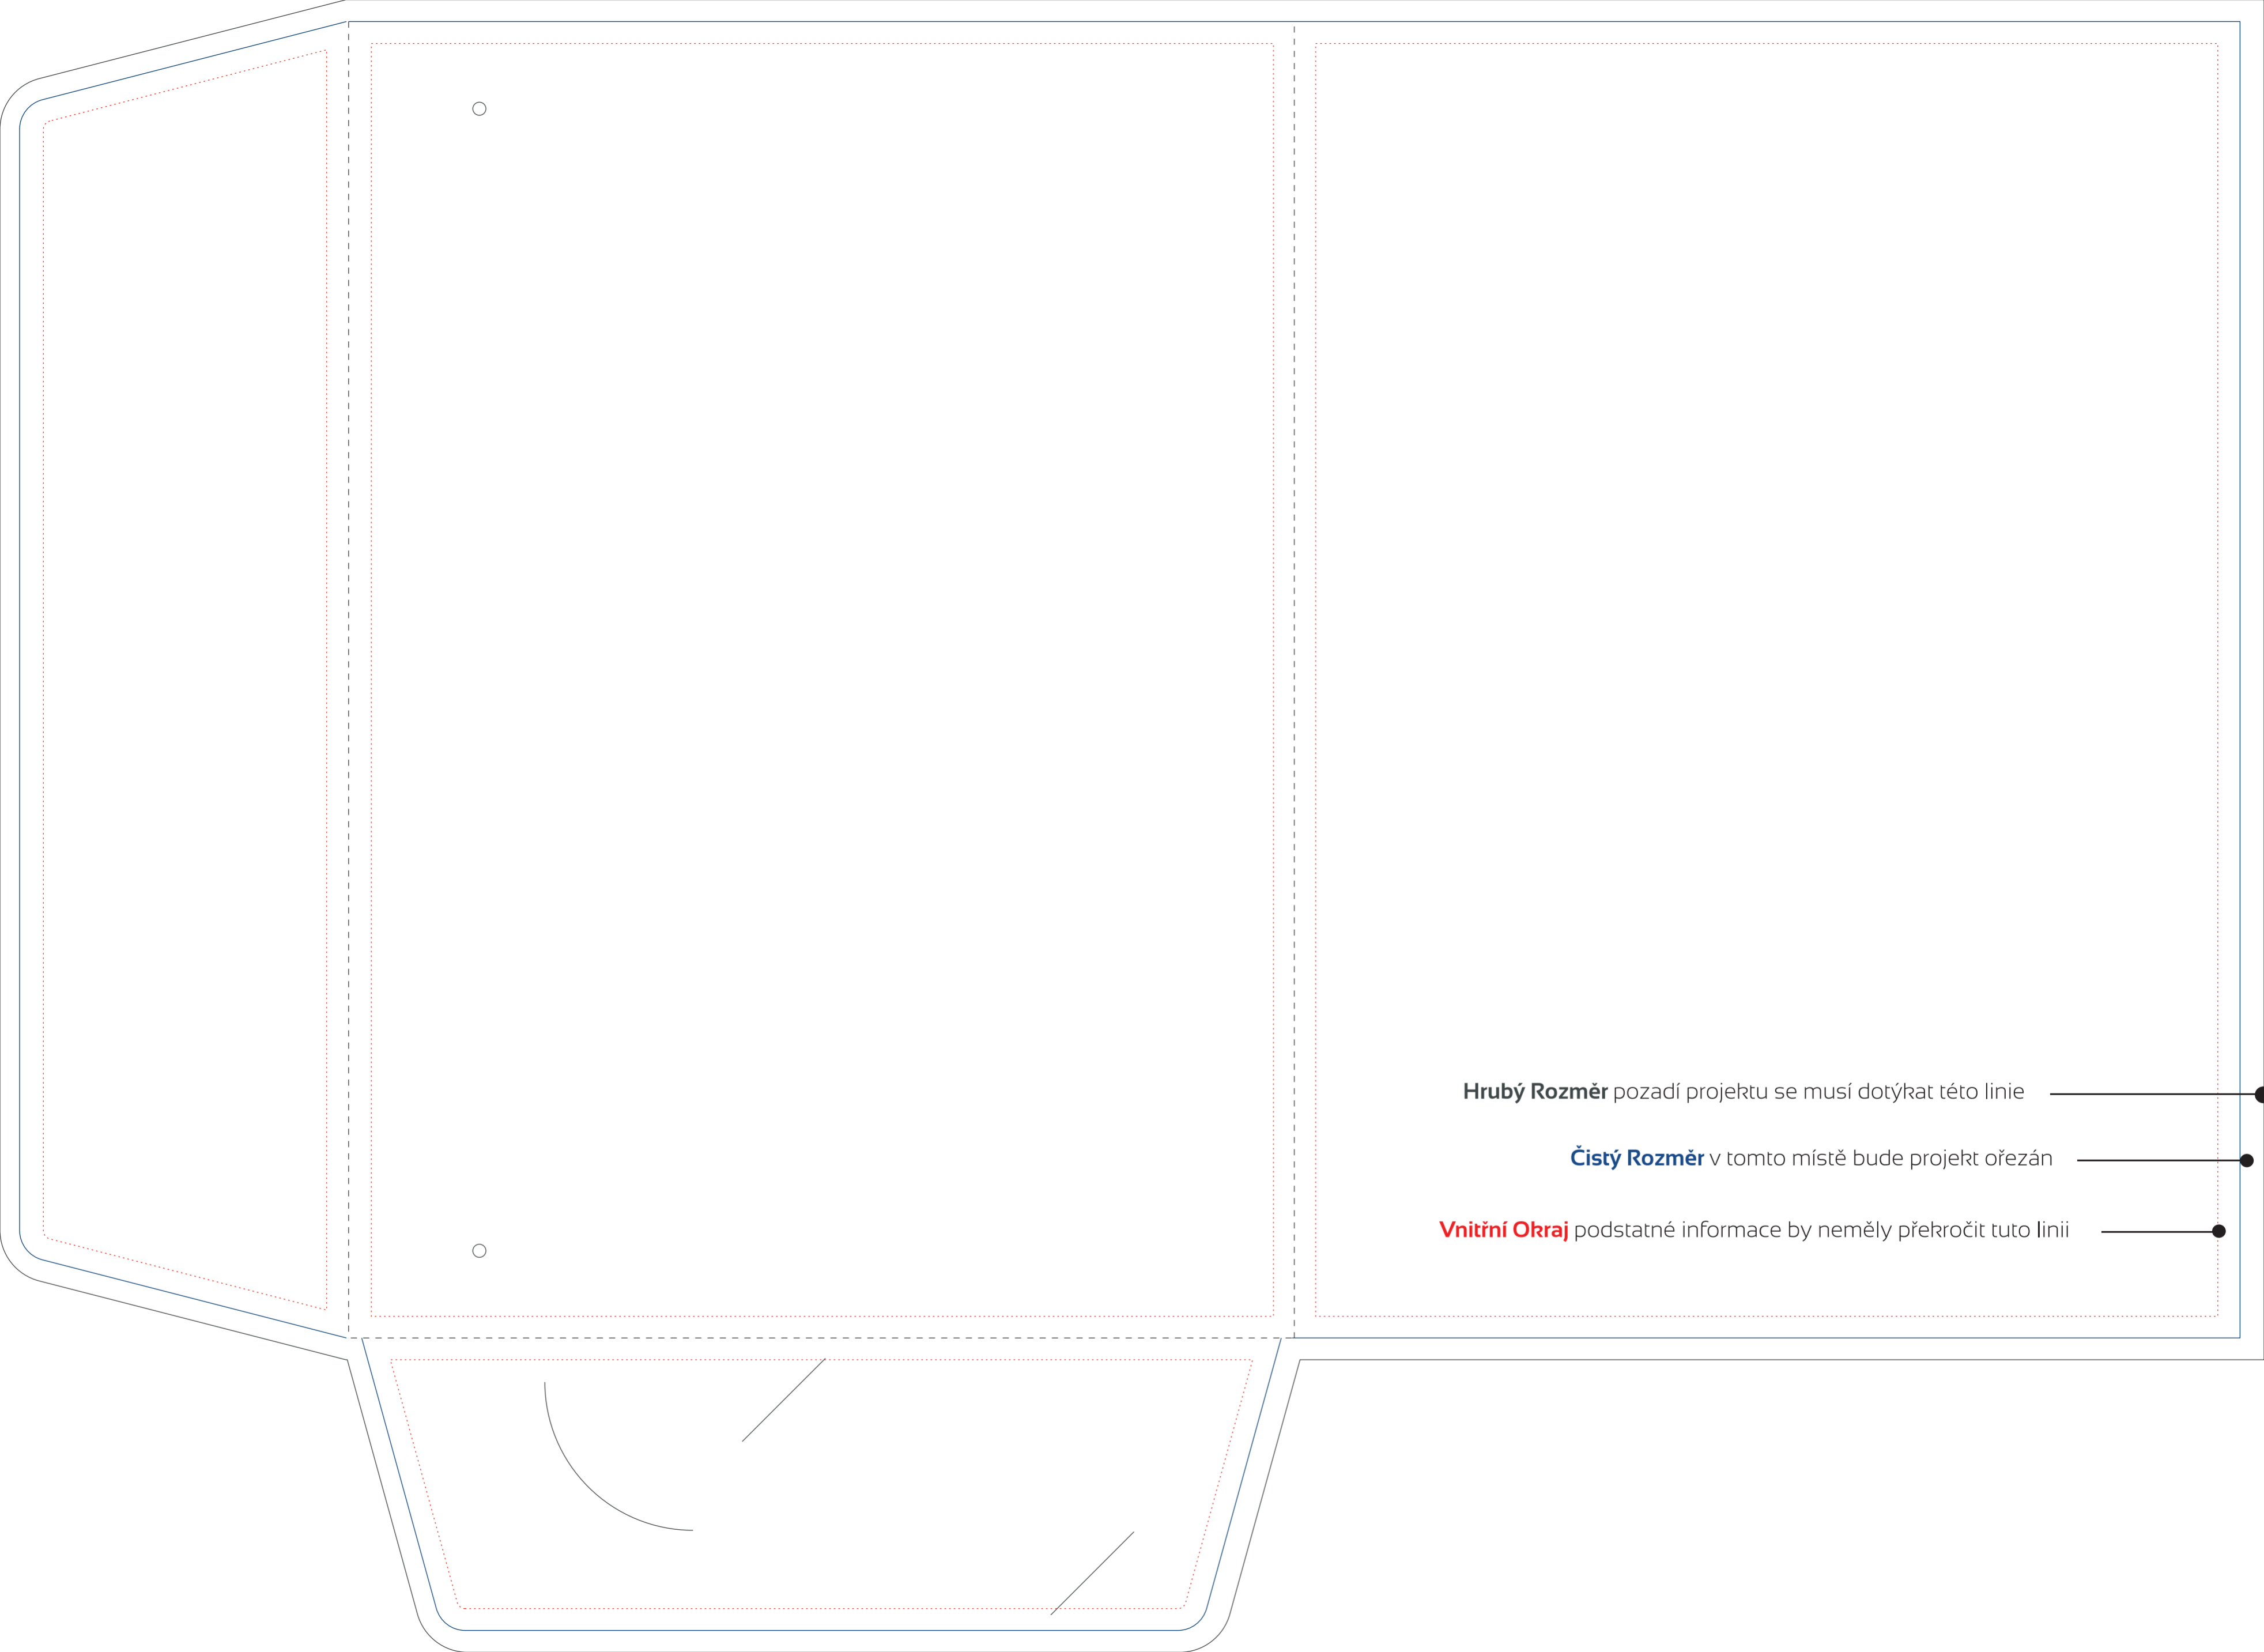 Hrubý Rozměr pozadí projektu se musí dotýkat této linie
Čistý Rozměr v tomto místě bude projekt ořezán
Vnitřní Okraj podstatné informace by neměly překročit tuto linii